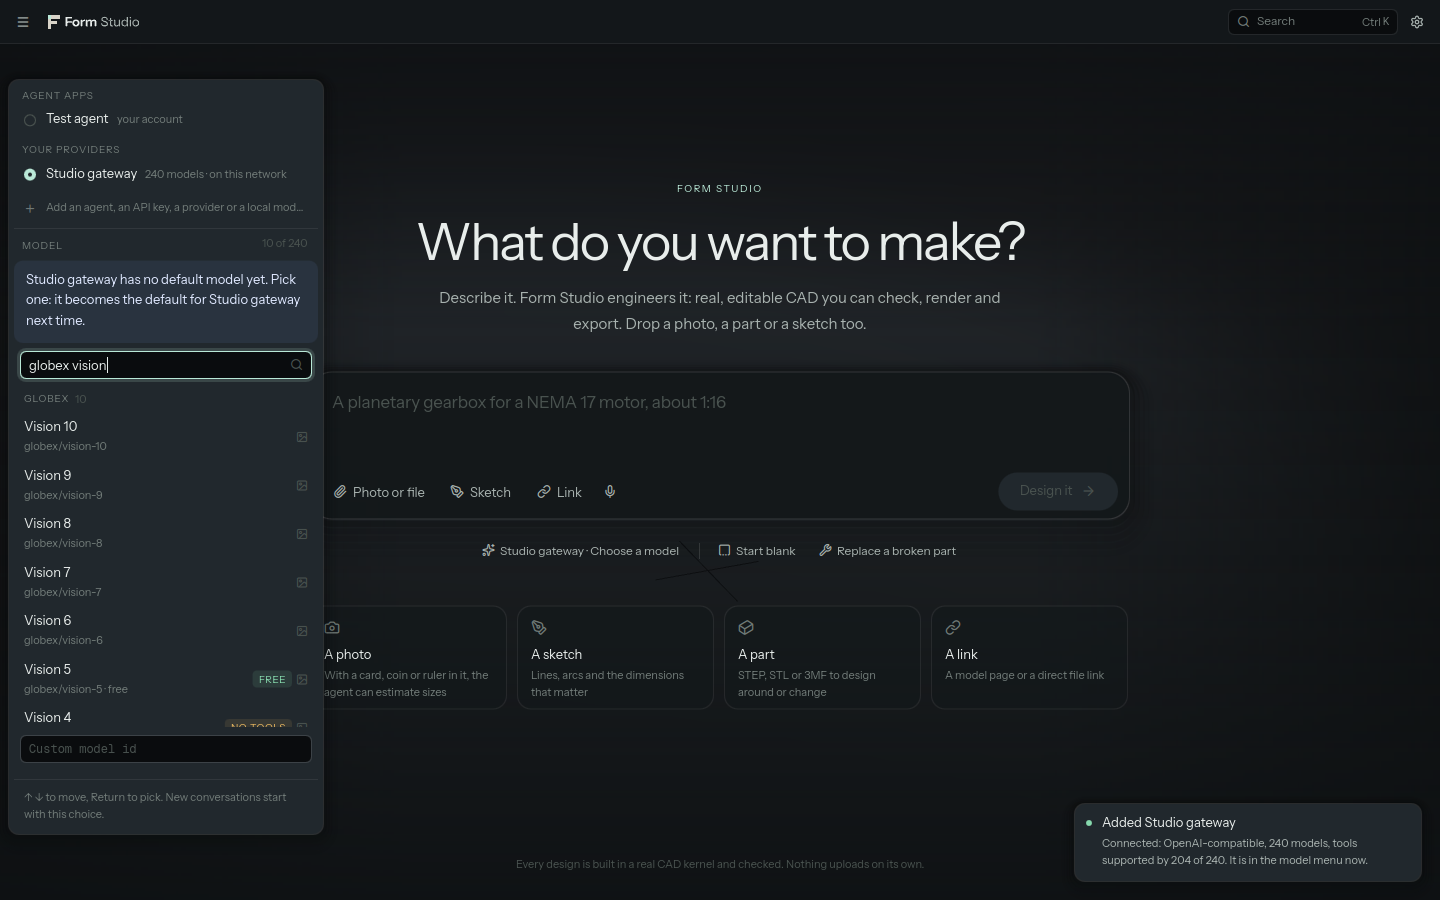 Form Studio
Search
Ctrl K
AGENT APPS
Test agent your account
YOUR PROVIDERS
Studio gateway 240 models · on this network
Add an agent, an API key, a provider or a local mod...
MODEL 10 of 240
Studio gateway has no default model yet. Pick
one: it becomes the default for Studio gateway
next time.
globex vision
GLOBEX 10
Vision 10
globex/vision-10
Vision 9
globex/vision-9
Vision 8
globex/vision-8
Vision 7
globex/vision-7
Vision 6
globex/vision-6
Vision 5
globex/vision-5 · free
FREE
Vision 4
NO TOOLS
Custom model id
↑ ↓ to move, Return to pick. New conversations start
with this choice.
FORM STUDIO
What do you want to make?
Describe it. Form Studio engineers it: real, editable CAD you can check, render and
export. Drop a photo, a part or a sketch too.
A planetary gearbox for a NEMA 17 motor, about 1:16
Photo or file
Sketch
Link
Design it
Studio gateway · Choose a model
Start blank
Replace a broken part
A photo
With a card, coin or ruler in it, the
agent can estimate sizes
A sketch
Lines, arcs and the dimensions
that matter
A part
STEP, STL or 3MF to design
around or change
A link
A model page or a direct file link
Every design is built in a real CAD kernel and checked. Nothing uploads on its own.
Added Studio gateway
Connected: OpenAI-compatible, 240 models, tools
supported by 204 of 240. It is in the model menu now.